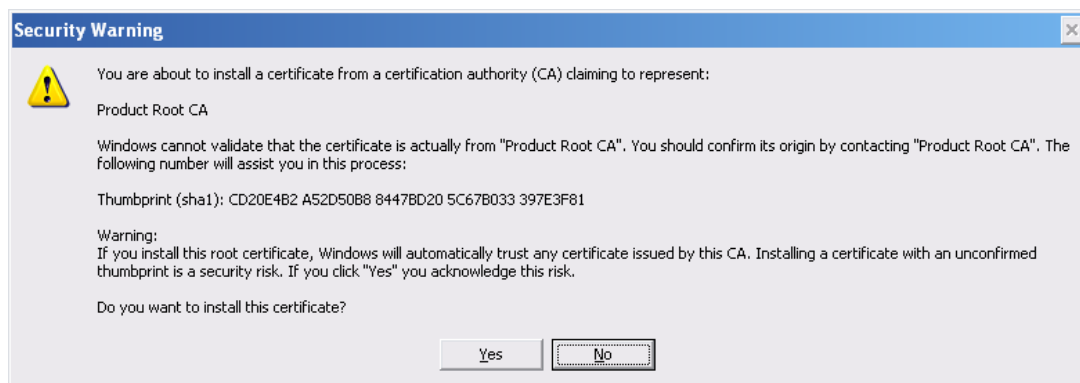 Security Warning
You are about to install a certificate from a certification authority (CA) claiming to represent:
Product Root CA
Windows cannot validate that the certificate is actually from "Product Root CA". You should confirm its origin by contacting "Product Root CA". The
following number will assist you in this process:
Thumbprint (sha1): CD20E4B2 A52D50B8 8447BD20 5C67B033 397E3F81
Warning:
If you install this root certificate, Windows will automatically trust any certificate issued by this CA. Installing a certificate with an unconfirmed
thumbprint is a security risk. If you click "Yes" you acknowledge this risk.
Do you want to install this certificate?
Yes No